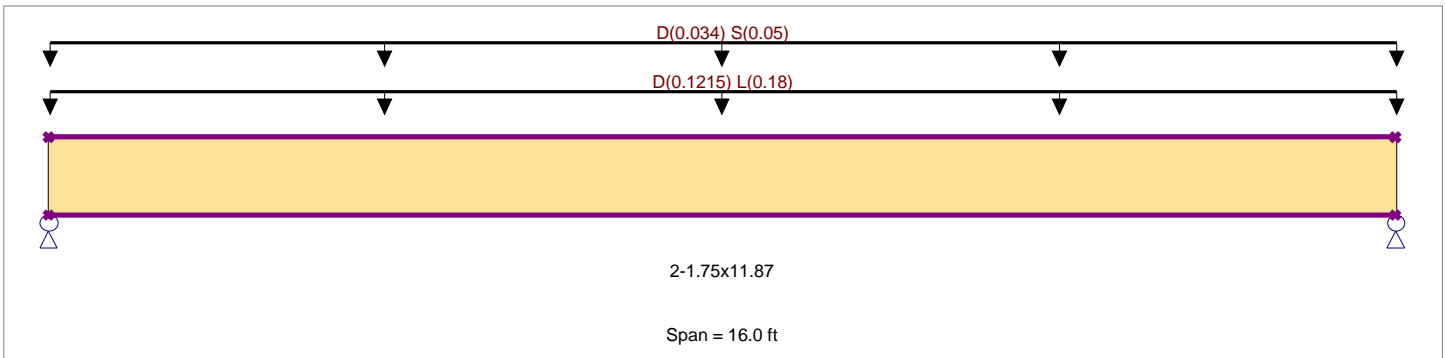 D(0.034) S(0.05)
D(0.1215) L(0.18)
2-1.75x11.87
Span = 16.0 ft